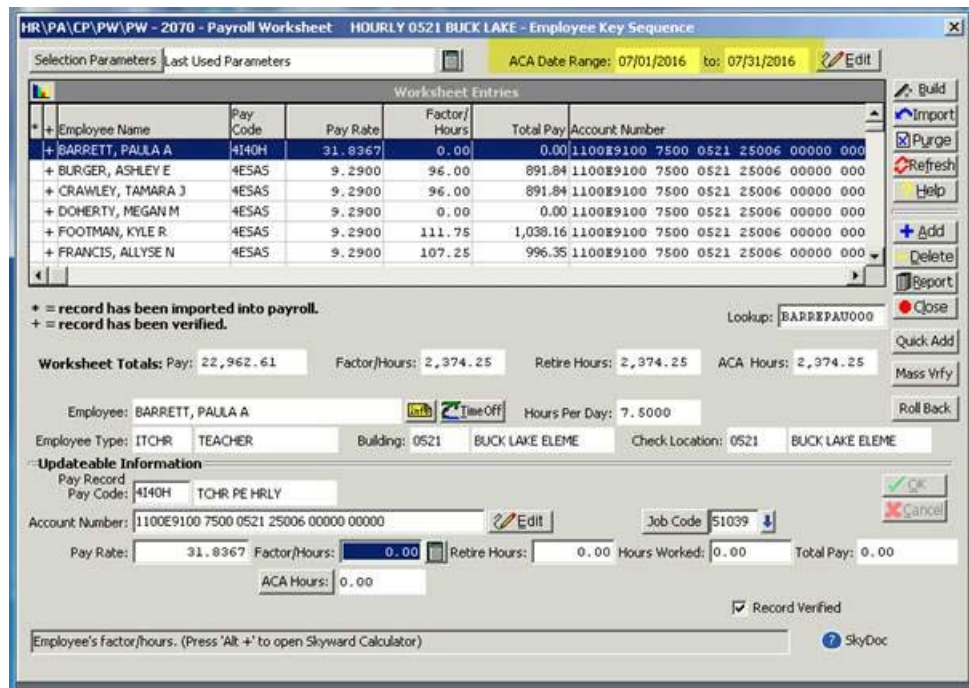 HR\PA\CP\PW\PW - 2070 - Payroll Worksheet HOURLY 0521 BUCK LAKE - Employee Key Sequence
Selection Parameters Last Used Parameters ACA Date Range: 07/01/2016 to: 07/31/2016 Edit
Worksheet Entries
* + Employee Name Pay Code Pay Rate Factor/ Hours Total Pay Account Number
+ BARRETT, PAULA A 4I40H 31.8367 0.00 0.00 1100E9100 7500 0521 25006 00000 000
+ BURGER, ASHLEY E 4ESAS 9.2900 96.00 891.84 1100E9100 7500 0521 25006 00000 000
+ CRAWLEY, TAMARA J 4ESAS 9.2900 96.00 891.84 1100E9100 7500 0521 25006 00000 000
+ DOHERTY, MEGAN M 4ESAS 9.2900 0.00 0.00 1100E9100 7500 0521 25006 00000 000
+ FOOTMAN, KYLE R 4ESAS 9.2900 111.75 1,038.16 1100E9100 7500 0521 25006 00000 000
+ FRANCIS, ALLYSE N 4ESAS 9.2900 107.25 996.35 1100E9100 7500 0521 25006 00000 000
Build
Import
Purge
Refresh
Help
Add
Delete
Report
Close
Quick Add
Mass Vrfy
Roll Back
* = record has been imported into payroll.
+ = record has been verified.
Lookup: BARREPAU000
Worksheet Totals: Pay: 22,962.61 Factor/Hours: 2,374.25 Retire Hours: 2,374.25 ACA Hours: 2,374.25
Employee: BARRETT, PAULA A Time Off Hours Per Day: 7.5000
Employee Type: ITCHR TEACHER Building: 0521 BUCK LAKE ELEME Check Location: 0521 BUCK LAKE ELEME
Updateable Information
Pay Record
Pay Code: 4I40H TCHR PE HRLY
OK
Cancel
Account Number: 1100E9100 7500 0521 25006 00000 00000 Edit Job Code 51039
Pay Rate: 31.8367 Factor/Hours: 0.00 Retire Hours: 0.00 Hours Worked: 0.00 Total Pay: 0.00
ACA Hours: 0.00
Record Verified
Employee's factor/hours. (Press 'Alt +' to open Skyward Calculator) SkyDoc